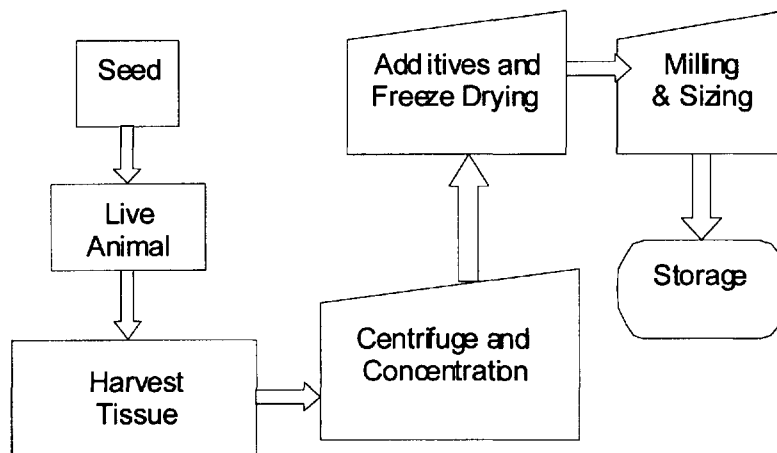 Seed
Live
Animal
Harvest
Tissue
Centrifuge and
Concentration
Additives and
Freeze Drying
Milling
& Sizing
Storage